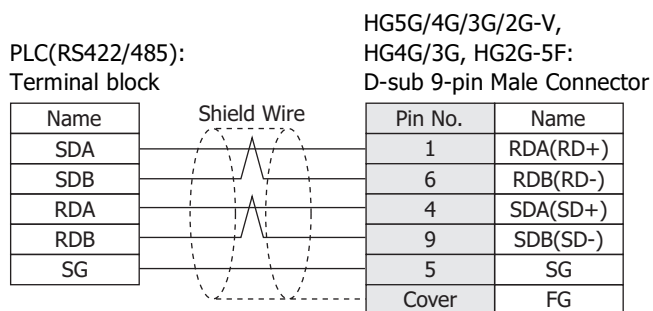 PLC(RS422/485):
Terminal block
HG5G/4G/3G/2G-V,
HG4G/3G, HG2G-5F:
D-sub 9-pin Male Connector
Name Shield Wire Pin No. Name
SDA 1 RDA(RD+)
SDB 6 RDB(RD-)
RDA 4 SDA(SD+)
RDB 9 SDB(SD-)
SG 5 SG
Cover FG